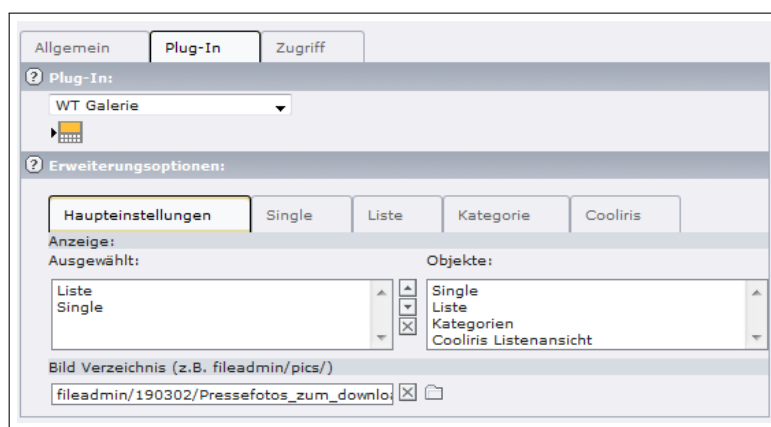 Allgemein Plug-In Zugriff
Plug-In:
WT Galerie
Erweiterungsoptionen:
Haupteinstellungen Single Liste Kategorie Cooliris
Anzeige:
Ausgewählt: Objekte:
Liste Single
Single Liste
Kategorien
Cooliris Listenansicht
Bild Verzeichnis (z.B. fileadmin/pics/)
fileadmin/190302/Pressefotos_zum_downloa